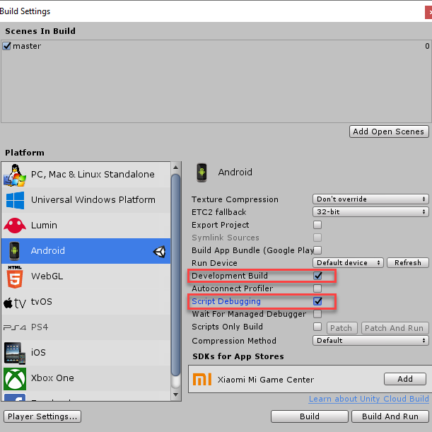 Build Settings
Scenes In Build
master 0
Add Open Scenes
Platform
PC, Mac & Linux Standalone
Universal Windows Platform
Lumin
Android
WebGL
tv tvOS
PS4 PS4
iOS
Xbox One
Android
Texture Compression Don't override
ETC2 fallback 32-bit
Export Project
Symlink Sources
Build App Bundle (Google Play
Run Device Default device Refresh
Development Build
Autoconnect Profiler
Script Debugging
Wait For Managed Debugger
Scripts Only Build Patch Patch And Run
Compression Method Default
SDKs for App Stores
Xiaomi Mi Game Center Add
Learn about Unity Cloud Build
Player Settings... Build Build And Run